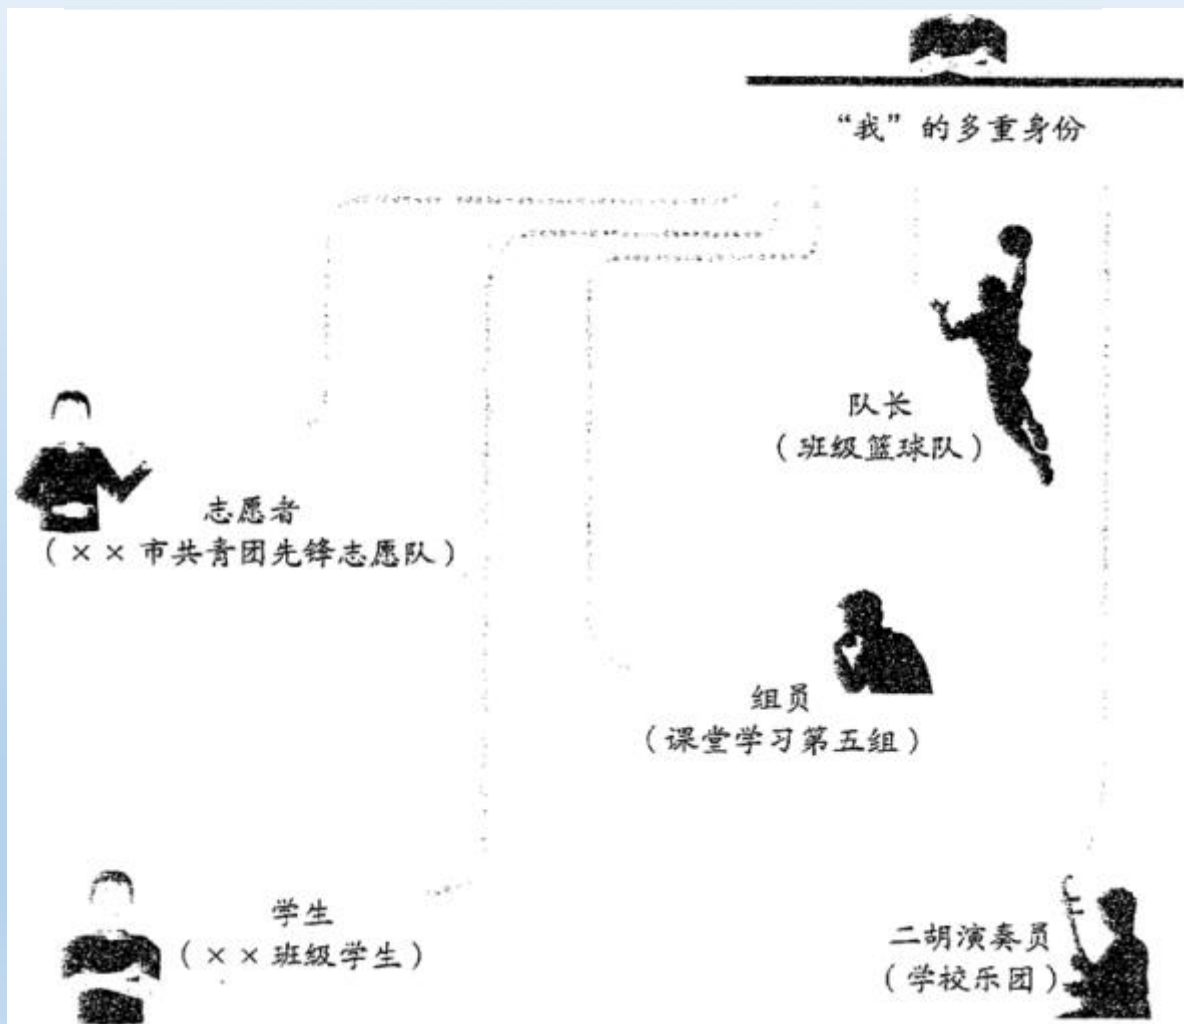 “我”的多重身份
队长
（班级篮球队）
志愿者
（××市共青团先锋志愿队）
组员
（课堂学习第五组）
学生
（××班级学生）
二胡演奏员
（学校乐团）